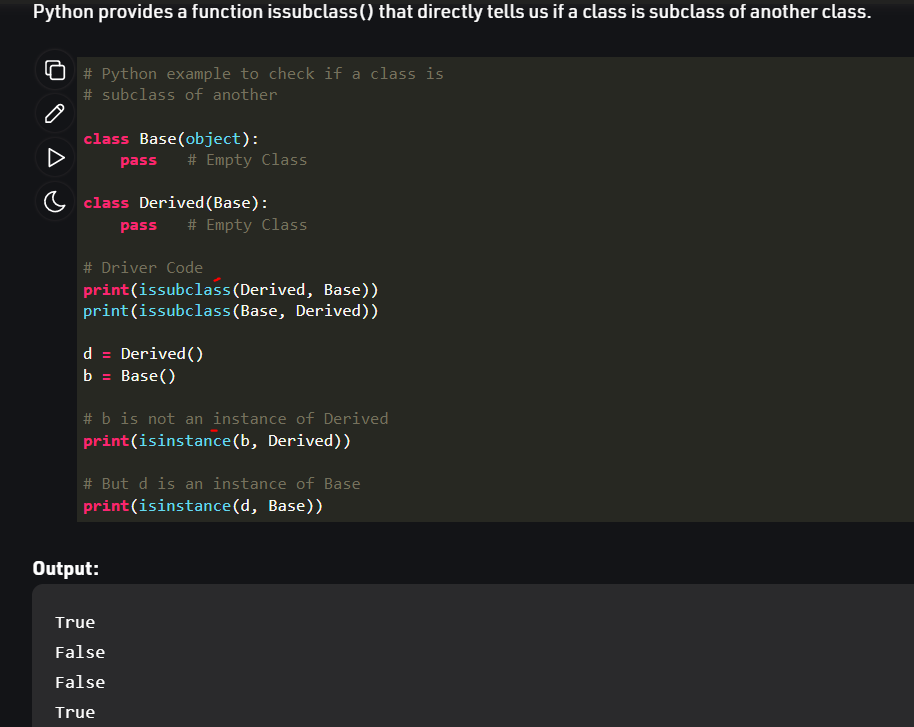 Python provides a function issubclass() that directly tells us if a class is subclass of another class.
# Python example to check if a class is
# subclass of another
class Base(object):
    pass   # Empty Class
class Derived(Base):
    pass   # Empty Class
# Driver Code
print(issubclass(Derived, Base))
print(issubclass(Base, Derived))
d = Derived()
b = Base()
# b is not an instance of Derived
print(isinstance(b, Derived))
# But d is an instance of Base
print(isinstance(d, Base))
Output:
True
False
False
True